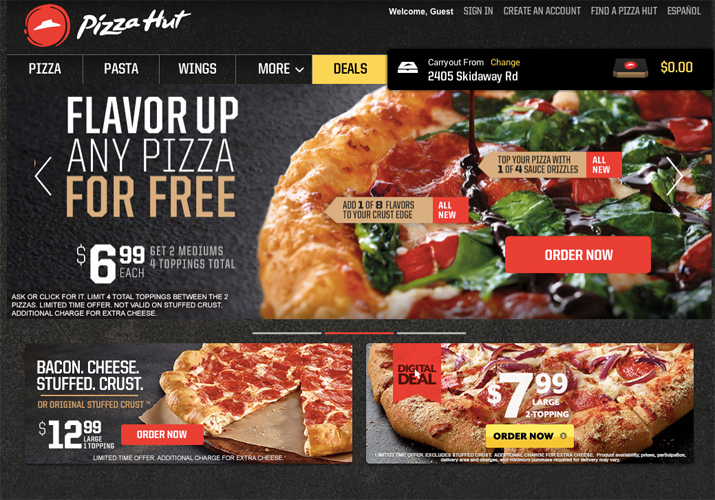 Pizza Hut
Welcome, Guest SIGN IN CREATE AN ACCOUNT FIND A PIZZA HUT ESPAÑOL
PIZZA PASTA WINGS MORE DEALS
Carryout From Change
2405 Skidaway Rd
$0.00
FLAVOR UP
ANY PIZZA
FOR FREE
$6.99 EACH
GET 2 MEDIUMS
4 TOPPINGS TOTAL
ASK OR CLICK FOR IT. LIMIT 4 TOTAL TOPPINGS BETWEEN THE 2
PIZZAS. LIMITED TIME OFFER. NOT VALID ON STUFFED CRUST.
ADDITIONAL CHARGE FOR EXTRA CHEESE.
TOP YOUR PIZZA WITH
1 OF 4 SAUCE DRIZZLES
ALL
NEW
ADD 1 OF 8 FLAVORS
TO YOUR CRUST EDGE
ALL
NEW
ORDER NOW
BACON. CHEESE.
STUFFED. CRUST.
OR ORIGINAL STUFFED CRUST™
$12.99
LARGE
1 TOPPING
ORDER NOW
LIMITED TIME OFFER. ADDITIONAL CHARGE FOR EXTRA CHEESE.
DIGITAL
DEAL
$7.99
LARGE
2-TOPPING
ORDER NOW
LIMITED TIME OFFER. EXCLUDES STUFFED CRUST. ADDITIONAL CHARGE FOR EXTRA CHEESE. Product availability, prices, participation,
delivery area and charges, and minimum purchase required for delivery may vary.